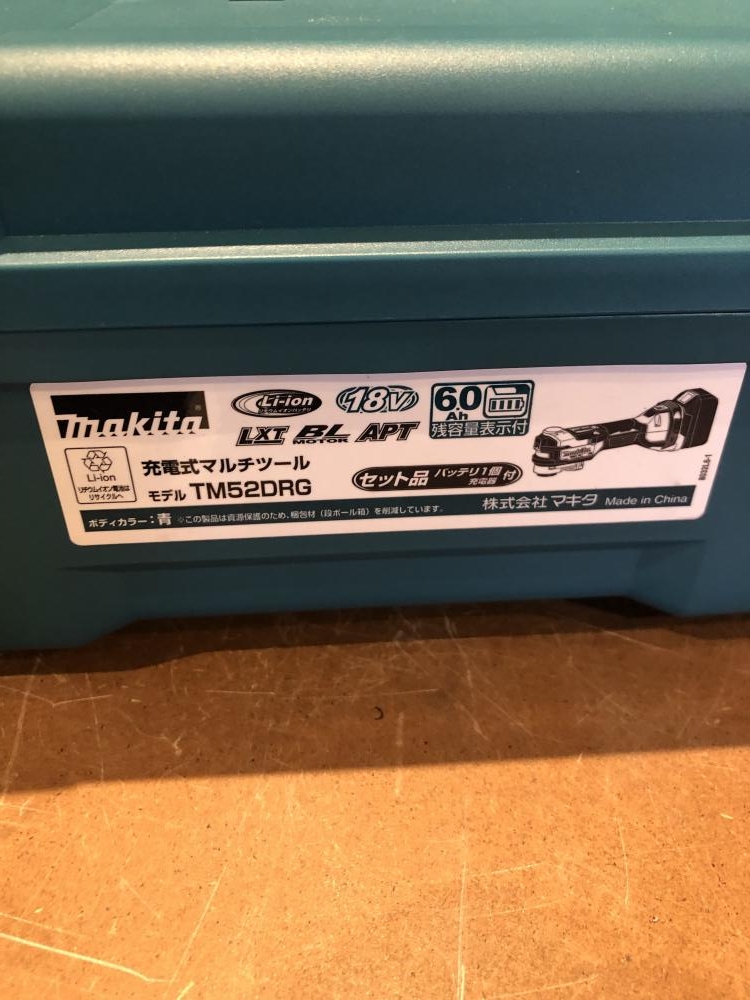 makita
Li-ion
リチウムイオンバッテリ
18V
6.0
Ah
残容量表示付
LXT BL MOTOR APT
Li-ion
リチウムイオン電池は
リサイクルへ
充電式マルチツール
モデル TM52DRG
セット品 バッテリ1個 充電器 付
ボディカラー:青 ◇この製品は資源保護のため、梱包材(段ボール箱)を削減しています。
株式会社 マキタ Made in China